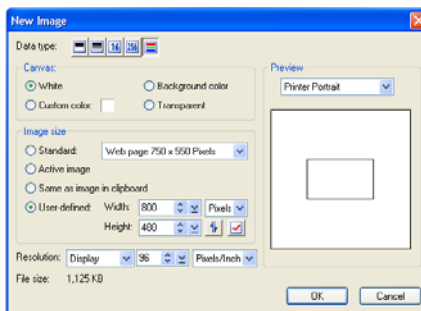 New Image
Data type: 16 256
Canvas:
White
Background color
Custom color:
Transparent
Image size
Standard: Web page 750 x 550 Pixels
Active image
Same as image in clipboard
User-defined: Width: 800 Pixels
Height: 480
Resolution: Display 96 Pixels/Inch
File size: 1,125 KB
Preview
Printer Portrait
OK
Cancel